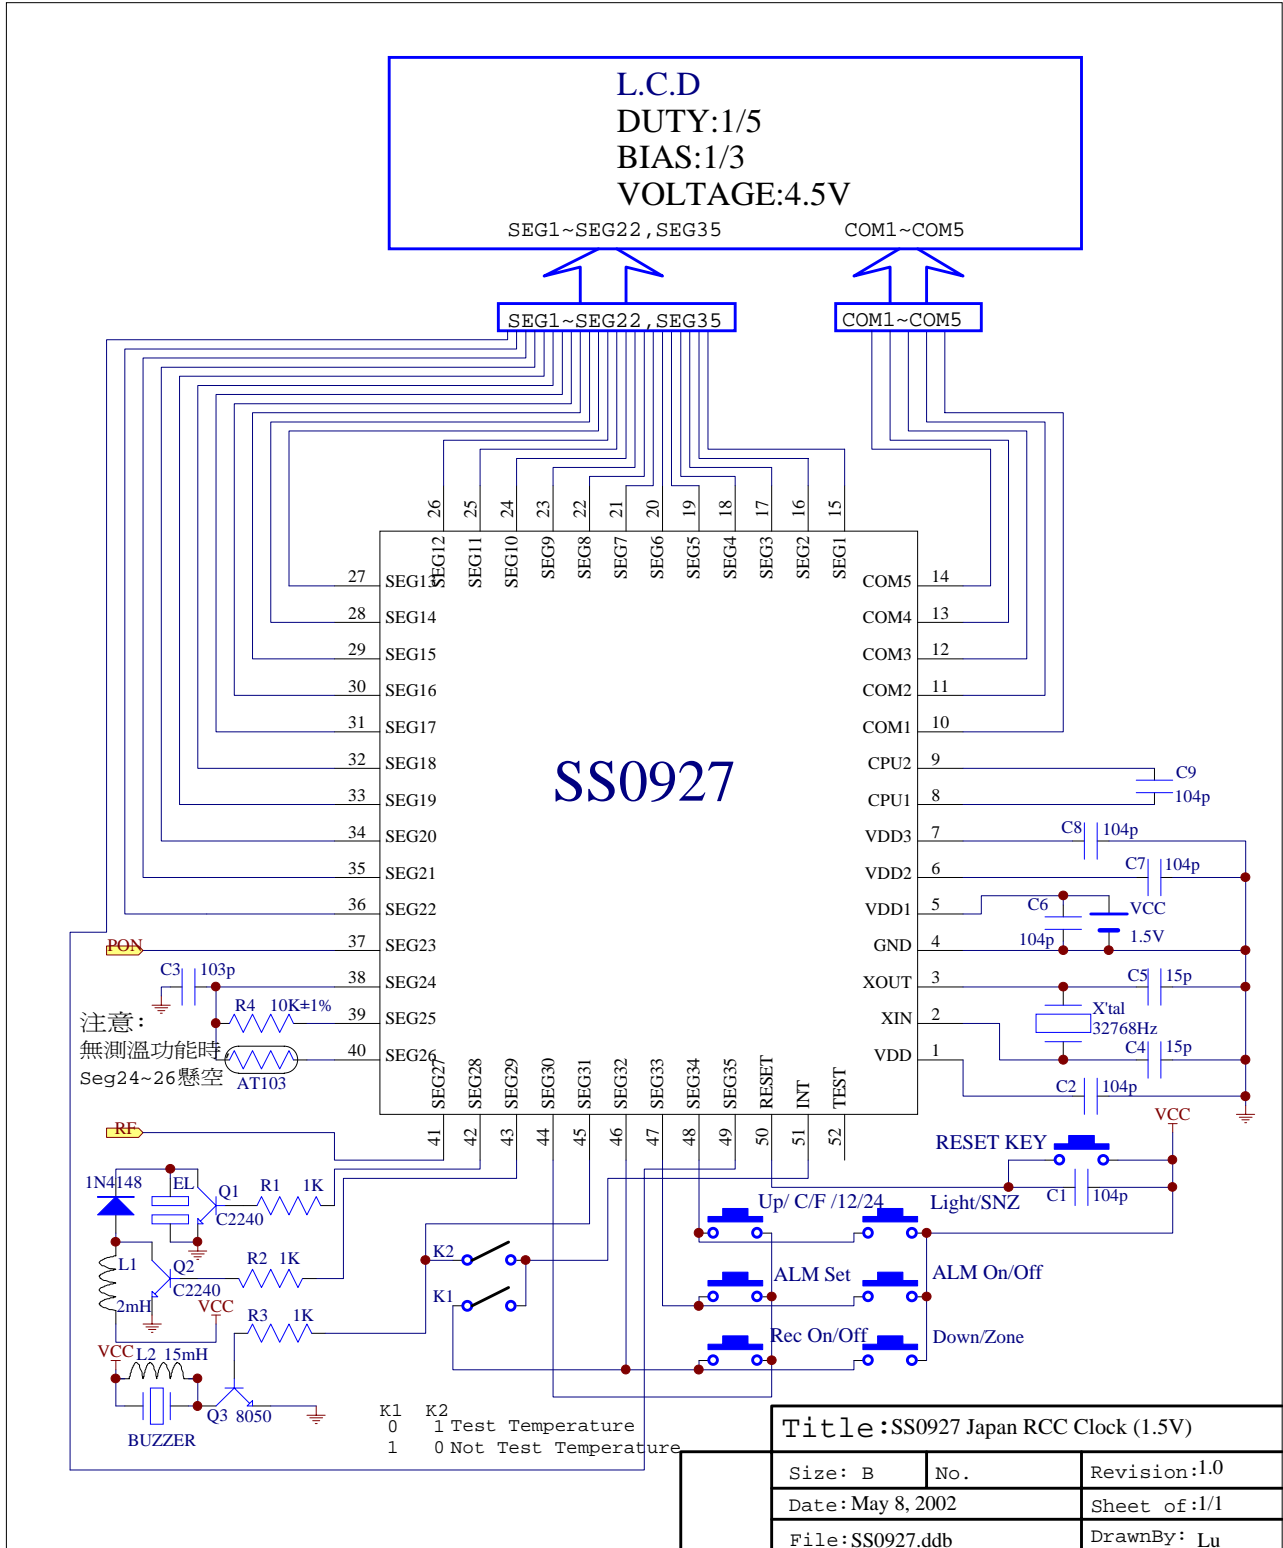 L.C.D
DUTY:1/5
BIAS:1/3
VOLTAGE:4.5V
SEG1~SEG22,SEG35 COM1~COM5
SEG1~SEG22,SEG35 COM1~COM5
26 25 24 23 22 21 20 19 18 17 16 15
SEG12 SEG11 SEG10 SEG9 SEG8 SEG7 SEG6 SEG5 SEG4 SEG3 SEG2 SEG1
27 SEG13 COM5 14
28 SEG14 COM4 13
29 SEG15 COM3 12
30 SEG16 COM2 11
31 SEG17 COM1 10
32 SEG18 CPU2 9
SS0927
C9
104p
33 SEG19 CPU1 8
34 SEG20 VDD3 7 C8 104p
35 SEG21 VDD2 6 C7 104p
36 SEG22 VDD1 5 C6 VCC
104p 1.5V
PON 37 SEG23 GND 4
C3 103p 38 SEG24 XOUT 3 C5 15p
R4 10K±1% 39 SEG25 XIN 2 X'tal
32768Hz
注意:
無測溫功能時,
Seg24~26懸空
AT103 40 SEG26 VDD 1 C4 15p
C2 104p
SEG27 SEG28 SEG29 SEG30 SEG31 SEG32 SEG33 SEG34 SEG35 RESET INT TEST
41 42 43 44 45 46 47 48 49 50 51 52
RF
VCC
RESET KEY
C1 104p
1N4148 EL Q1 R1 1K
C2240
Up/ C/F /12/24 Light/SNZ
L1 Q2 R2 1K
C2240
2mH VCC
K2
K1
ALM Set ALM On/Off
R3 1K
Rec On/Off Down/Zone
VCC L2 15mH
Q3 8050
BUZZER
K1 K2
0 1 Test Temperature
1 0 Not Test Temperature
Title:SS0927 Japan RCC Clock (1.5V)
Size: B No. Revision:1.0
Date: May 8, 2002 Sheet of:1/1
File:SS0927.ddb DrawnBy: Lu